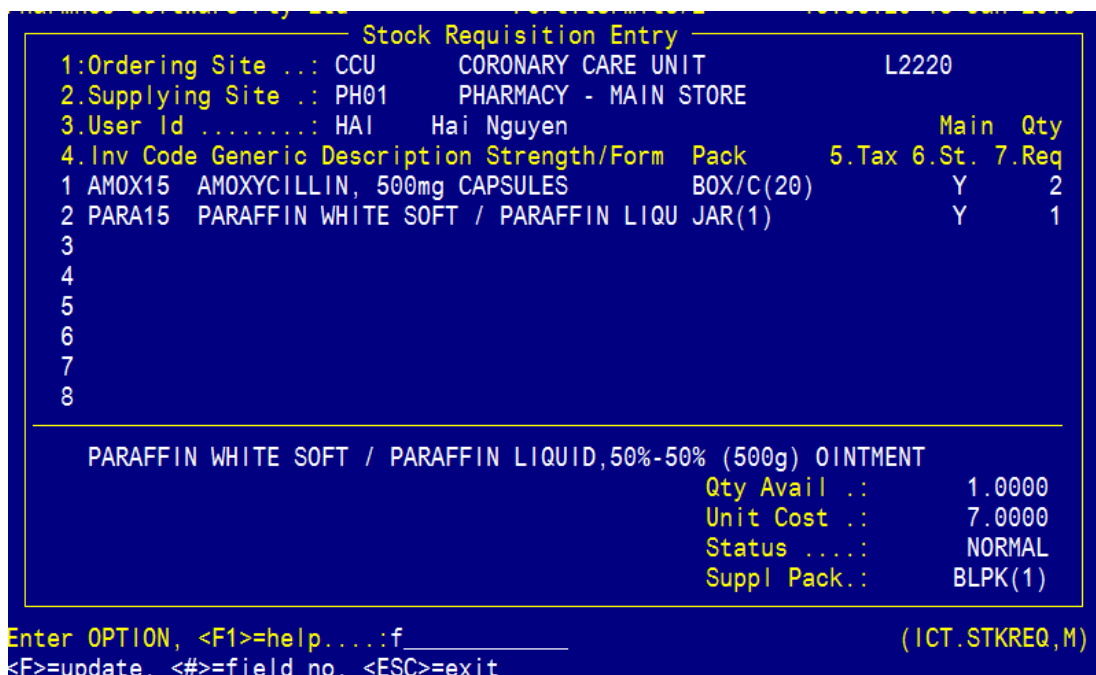 Stock Requisition Entry
1:Ordering Site ..: CCU CORONARY CARE UNIT L2220
2.Supplying Site .: PH01 PHARMACY - MAIN STORE
3.User Id ........: HAI Hai Nguyen Main Qty
4.Inv Code Generic Description Strength/Form Pack 5.Tax 6.St. 7.Req
1 AMOX15 AMOXYCILLIN, 500mg CAPSULES BOX/C(20) Y 2
2 PARA15 PARAFFIN WHITE SOFT / PARAFFIN LIQU JAR(1) Y 1
3
4
5
6
7
8
PARAFFIN WHITE SOFT / PARAFFIN LIQUID,50%-50% (500g) OINTMENT
Qty Avail .: 1.0000
Unit Cost .: 7.0000
Status ....: NORMAL
Suppl Pack.: BLPK(1)
Enter OPTION, <F1>=help....:f_____________ (ICT.STKREQ,M)
<F>=update, <#>=field no, <ESC>=exit